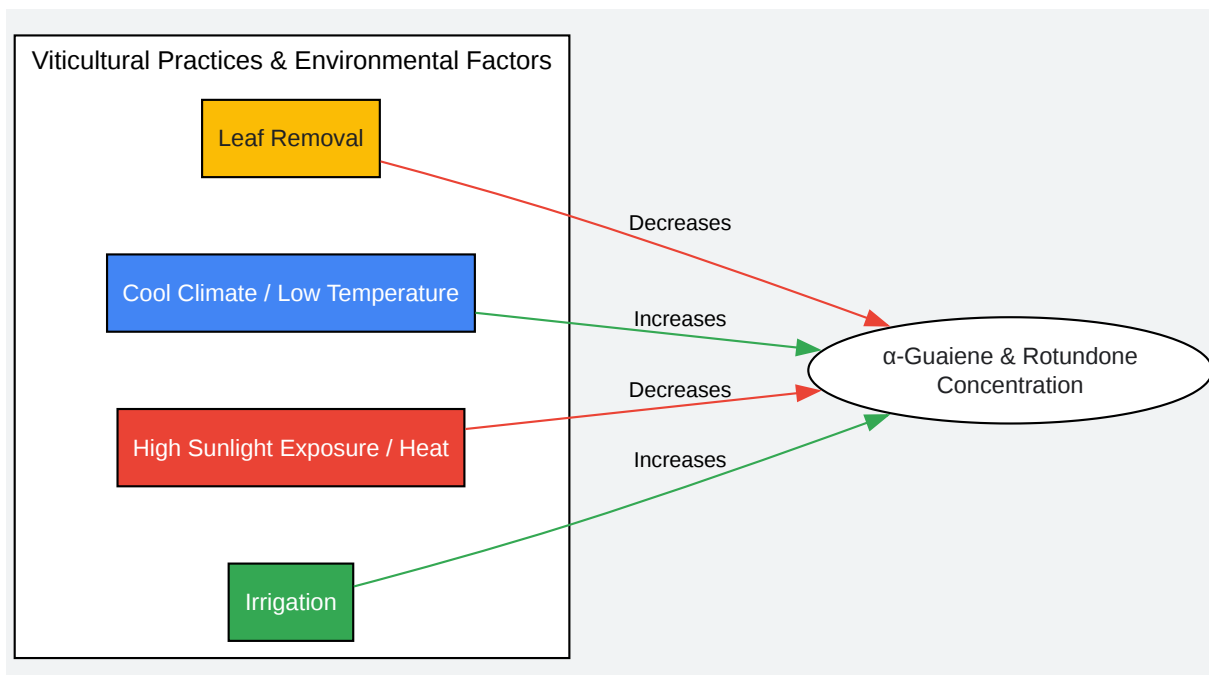 Viticultural Practices & Environmental Factors
Leaf Removal
Decreases
Cool Climate / Low Temperature
Increases
α-Guaiene & Rotundone
Concentration
High Sunlight Exposure / Heat
Decreases
Increases
Irrigation